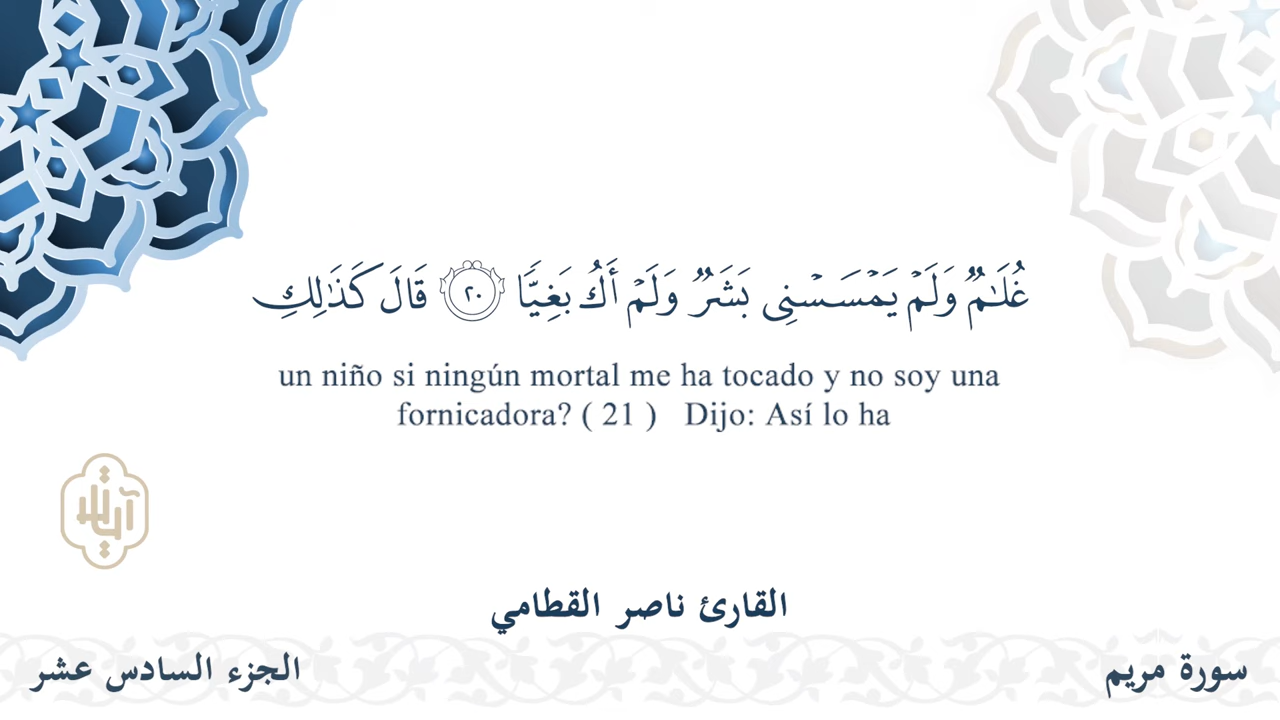 غُلَـٰمٌ وَلَمْ يَمْسَسْنِى بَشَرٌ وَلَمْ أَكُ بَغِيًّا ٢٠ قَالَ كَذَٰلِكِ
un niño si ningún mortal me ha tocado y no soy una
fornicadora? ( 21 ) Dijo: Así lo ha
القارئ ناصر القطامي
سورة مريم
الجزء السادس عشر